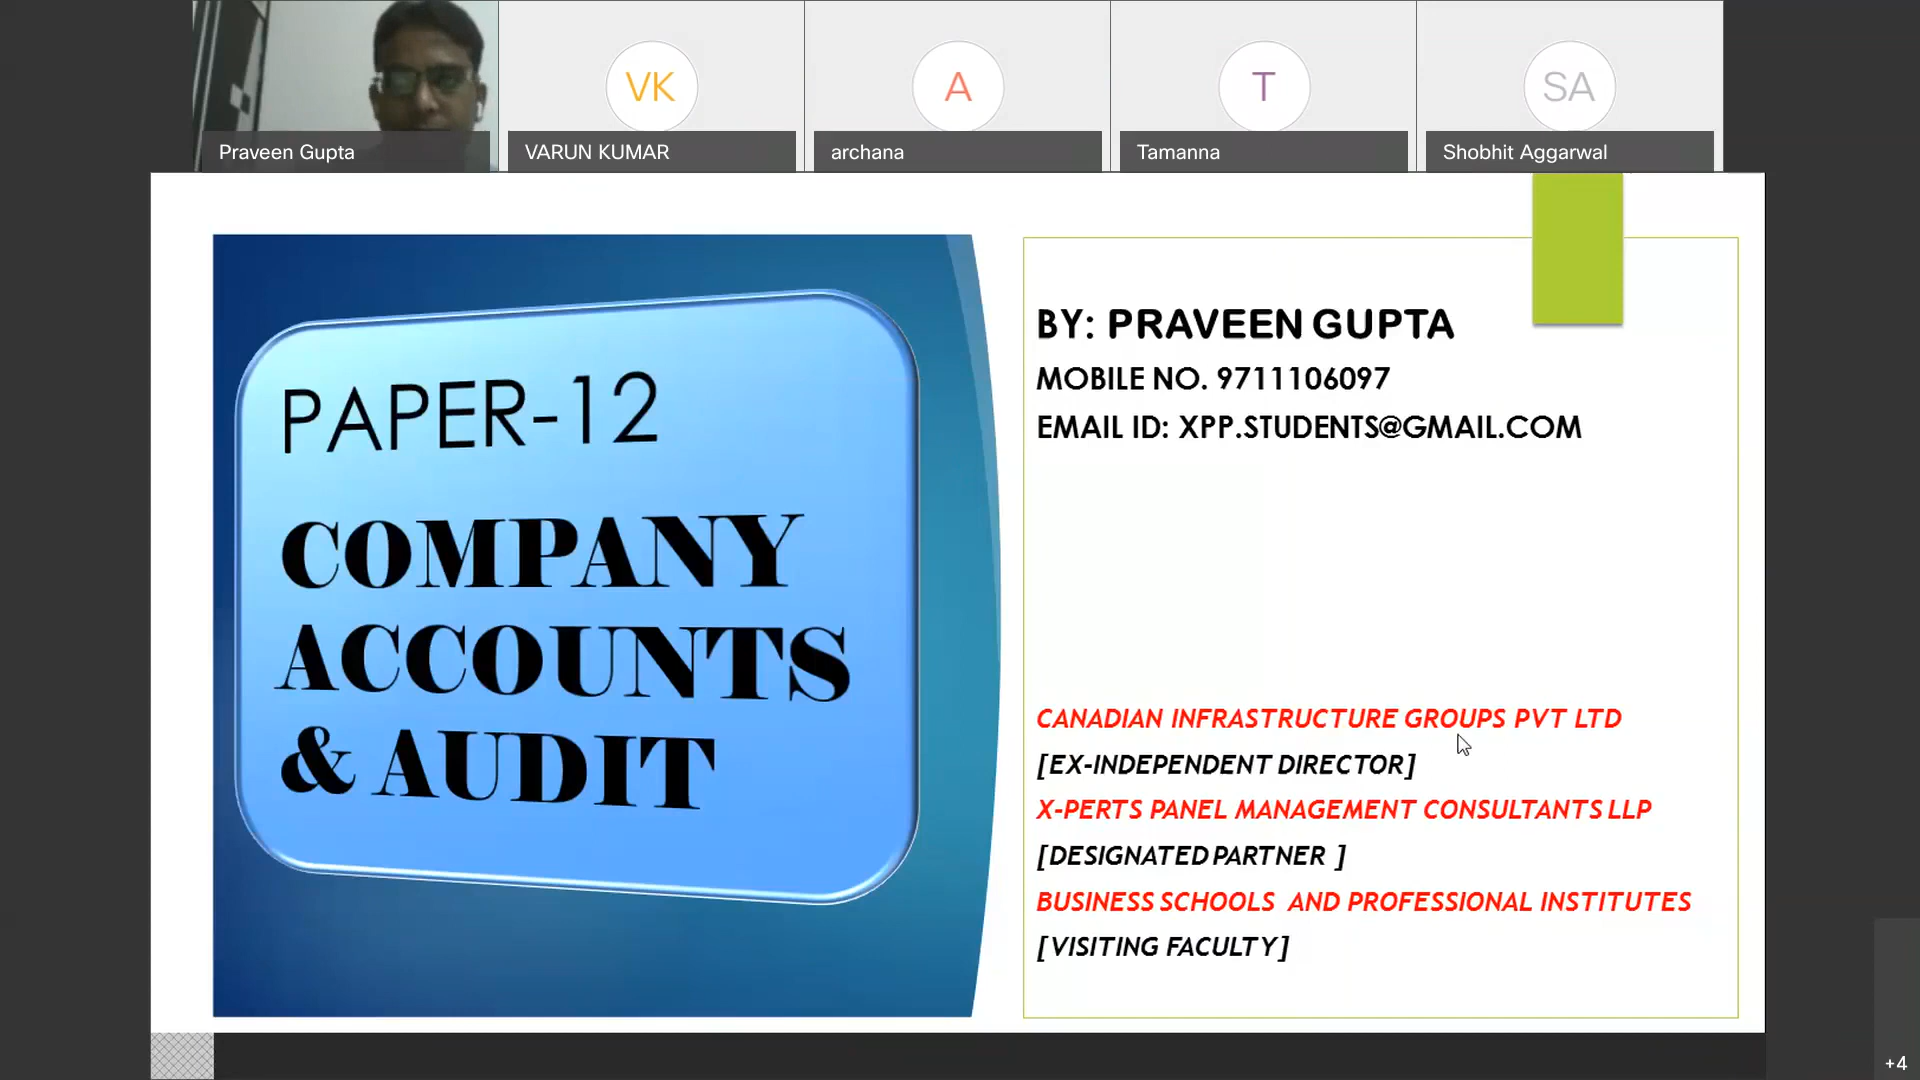 VK
A
T
SA
Praveen Gupta
VARUN KUMAR
archana
Tamanna
Shobhit Aggarwal
PAPER-12
COMPANY
ACCOUNTS
& AUDIT
BY: PRAVEEN GUPTA
MOBILE NO. 9711106097
EMAIL ID: XPP.STUDENTS@GMAIL.COM
CANADIAN INFRASTRUCTURE GROUPS PVT LTD
[EX-INDEPENDENT DIRECTOR]
X-PERTS PANEL MANAGEMENT CONSULTANTS LLP
[DESIGNATED PARTNER ]
BUSINESS SCHOOLS AND PROFESSIONAL INSTITUTES
[VISITING FACULTY]
+4